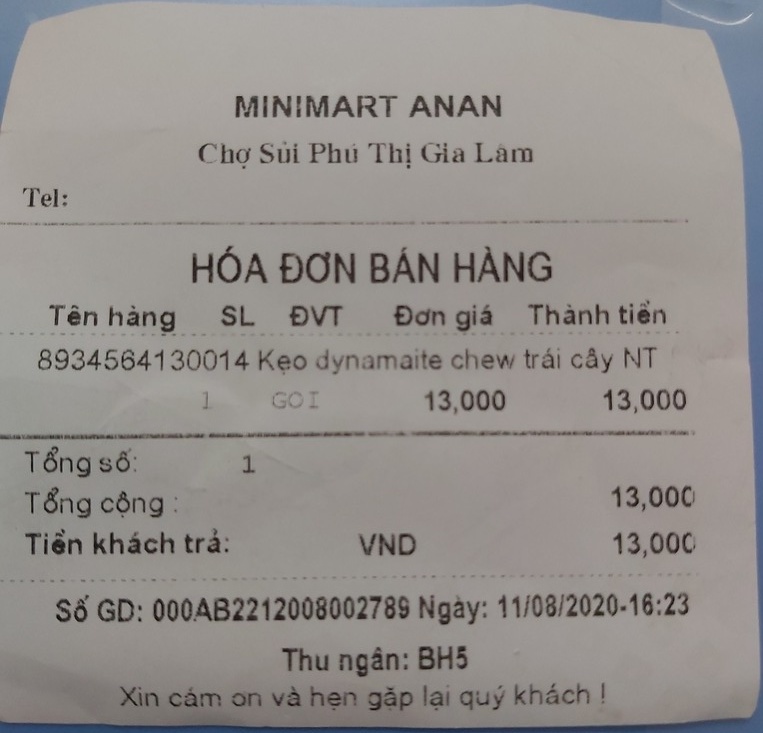 MINIMART ANAN
Chợ Sủi Phú Thị Gia Lâm
Tel:
HÓA ĐƠN BÁN HÀNG
Tên hàng SL ĐVT Đơn giá Thành tiền
8934564130014 Kẹo dynamaite chew trái cây NT
1 GOI 13,000 13,000
Tổng số: 1
Tổng cộng : 13,000
Tiền khách trả: VND 13,000
Số GD: 000AB2212008002789 Ngày: 11/08/2020-16:23
Thu ngân: BH5
Xin cám on và hẹn gặp lại quý khách !